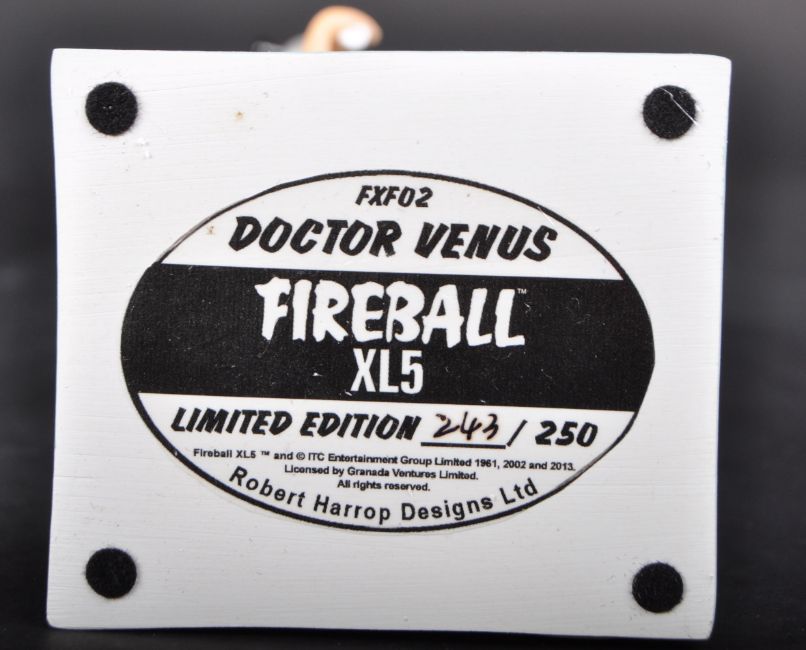 FXF02
DOCTOR VENUS
FIREBALL™
XL5
LIMITED EDITION 243 / 250
Fireball XL5 ™ and © ITC Entertainment Group Limited 1961, 2002 and 2013.
Licensed by Granada Ventures Limited.
All rights reserved.
Robert Harrop Designs Ltd